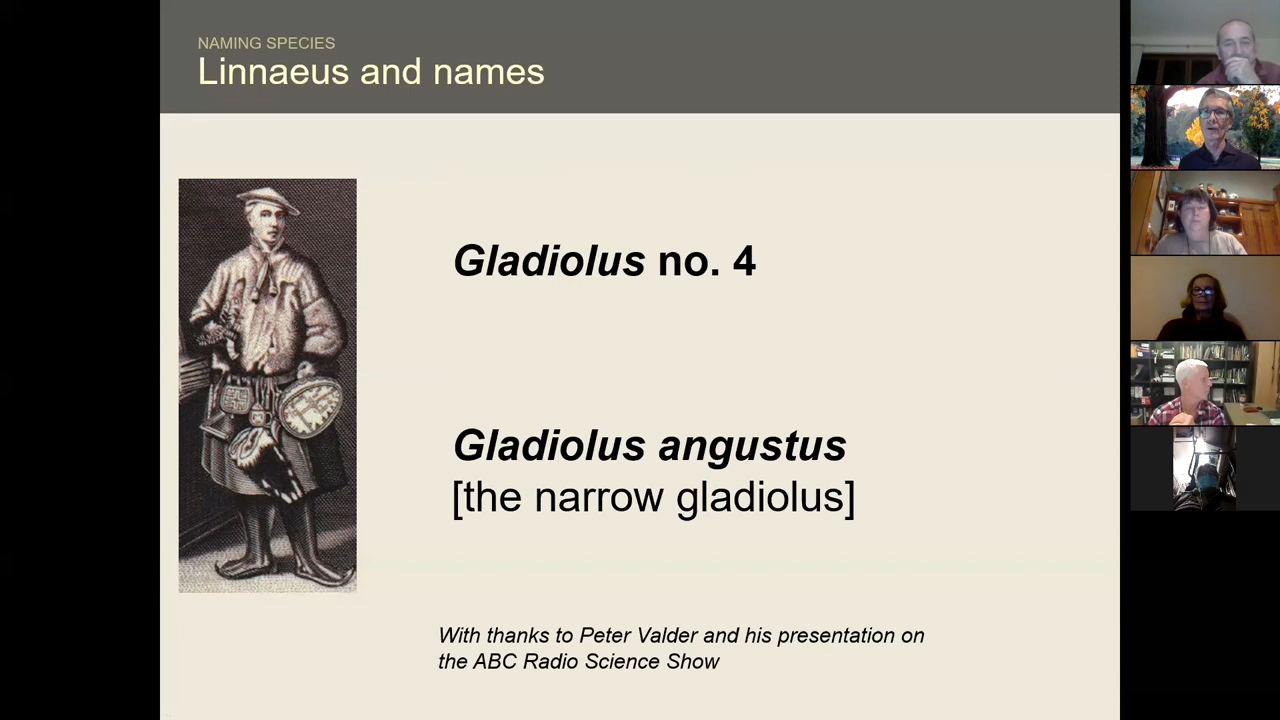 NAMING SPECIES
Linnaeus and names
Gladiolus no. 4
Gladiolus angustus
[the narrow gladiolus]
With thanks to Peter Valder and his presentation on
the ABC Radio Science Show